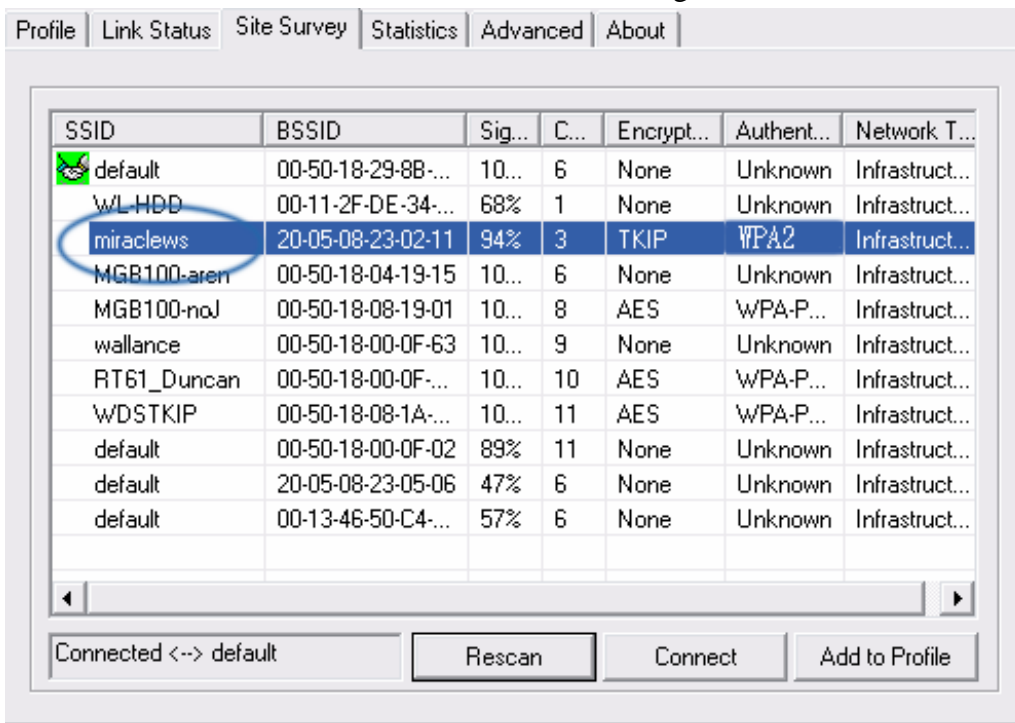 Profile Link Status Site Survey Statistics Advanced About
SSID BSSID Sig... C... Encrypt... Authent... Network T...
default 00-50-18-29-8B-... 10... 6 None Unknown Infrastruct...
WL-HDD 00-11-2F-DE-34-... 68% 1 None Unknown Infrastruct...
miraclews 20-05-08-23-02-11 94% 3 TKIP WPA2 Infrastruct...
MGB100-aren 00-50-18-04-19-15 10... 6 None Unknown Infrastruct...
MGB100-noJ 00-50-18-08-19-01 10... 8 AES WPA-P... Infrastruct...
wallance 00-50-18-00-0F-63 10... 9 None Unknown Infrastruct...
RT61_Duncan 00-50-18-00-0F-... 10... 10 AES WPA-P... Infrastruct...
WDSTKIP 00-50-18-08-1A-... 10... 11 AES WPA-P... Infrastruct...
default 00-50-18-00-0F-02 89% 11 None Unknown Infrastruct...
default 20-05-08-23-05-06 47% 6 None Unknown Infrastruct...
default 00-13-46-50-C4-... 57% 6 None Unknown Infrastruct...
Connected <--> default Rescan Connect Add to Profile